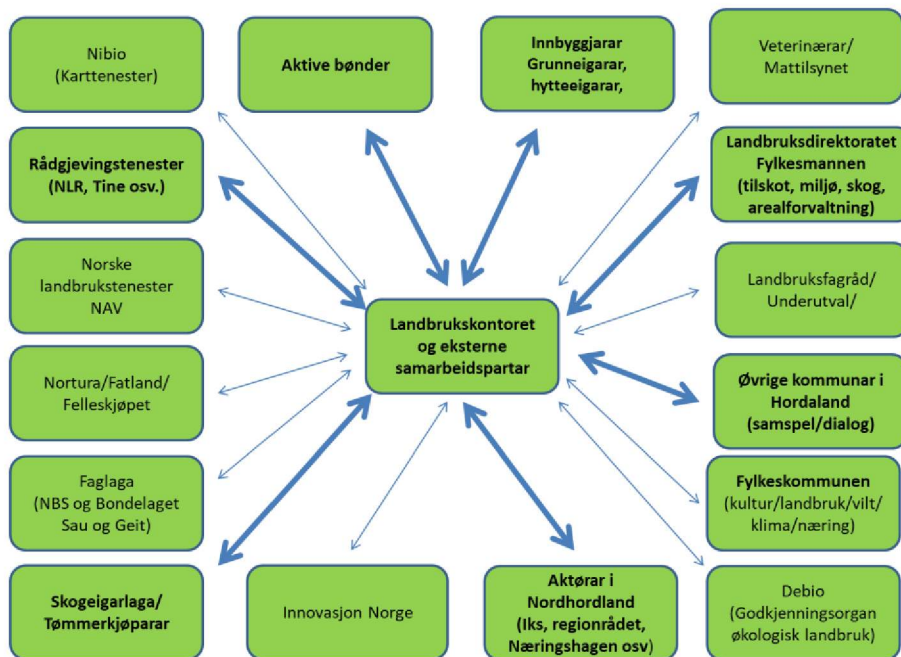 Nibio
(Karttenester)
Aktive bønder
Innbyggjarar
Grunneigarar,
hytteeigarar,
Veterinærar/
Mattilsynet
Rådgjevingstenester
(NLR, Tine osv.)
Landbruksdirektoratet
Fylkesmannen
(tilskot, miljø, skog,
arealforvaltning)
Norske
landbrukstenester
NAV
Landbrukskontoret
og eksterne
samarbeidspartar
Landbruksfagråd/
Underutval/
Nortura/Fatland/
Felleskjøpet
Øvrige kommunar i
Hordaland
(samspel/dialog)
Faglaga
(NBS og Bondelaget
Sau og Geit)
Fylkeskommunen
(kultur/landbruk/vilt/
klima/næring)
Skogeigarlaga/
Tømmerkjøparar
Innovasjon Norge
Aktørar i
Nordhordland
(Iks, regionrådet,
Næringshagen osv)
Debio
(Godkjenningsorgan
økologisk landbruk)